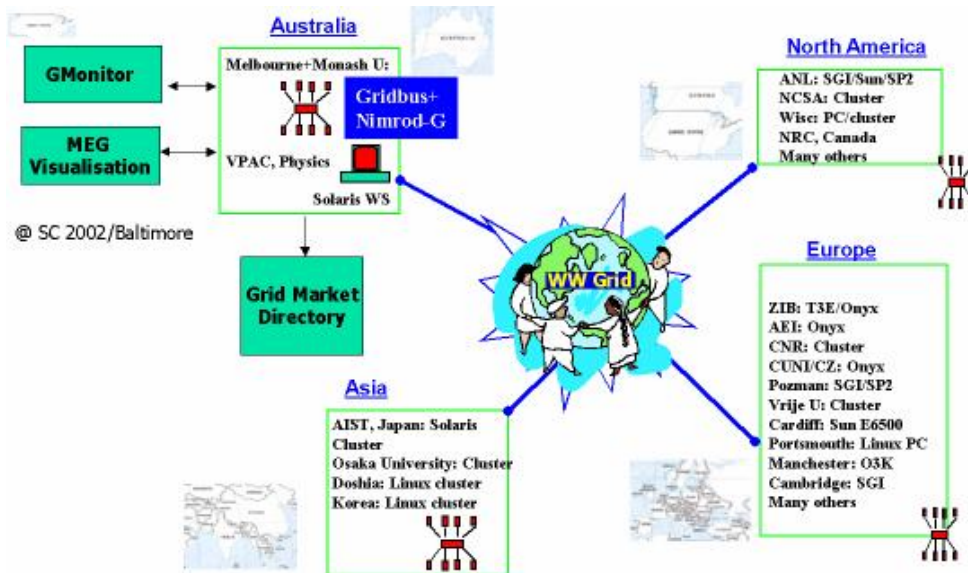 Australia
GMonitor
MEG
Visualisation
Melbourne+Monash U:
Gridbus+
Nimrod-G
VPAC, Physics
Solaris WS
@ SC 2002/Baltimore
Grid Market
Directory
North America
ANL: SGI/Sun/SP2
NCSA: Cluster
Wisc: PC/cluster
NRC, Canada
Many others
WW Grid
Europe
ZIB: T3E/Onyx
AEI: Onyx
CNR: Cluster
CUNI/CZ: Onyx
Pozman: SGI/SP2
Vrije U: Cluster
Cardiff: Sun E6500
Portsmouth: Linux PC
Manchester: O3K
Cambridge: SGI
Many others
Asia
AIST, Japan: Solaris
Cluster
Osaka University: Cluster
Doshia: Linux cluster
Korea: Linux cluster